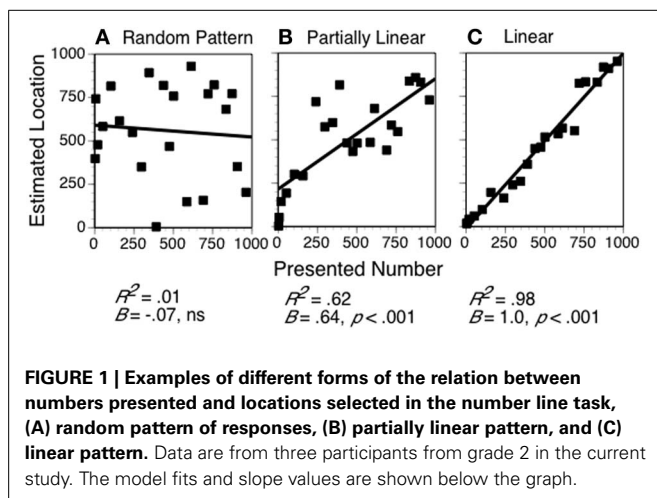 A Random Pattern B Partially Linear C Linear
1000
750
500
250
0
Estimated Location
0 250 500 750 1000 0 250 500 750 1000 0 250 500 750 1000
Presented Number
R² = .01 R² = .62 R² = .98
B = -.07, ns B = .64, p < .001 B = 1.0, p < .001
FIGURE 1 | Examples of different forms of the relation between
numbers presented and locations selected in the number line task,
(A) random pattern of responses, (B) partially linear pattern, and (C)
linear pattern. Data are from three participants from grade 2 in the current
study. The model fits and slope values are shown below the graph.